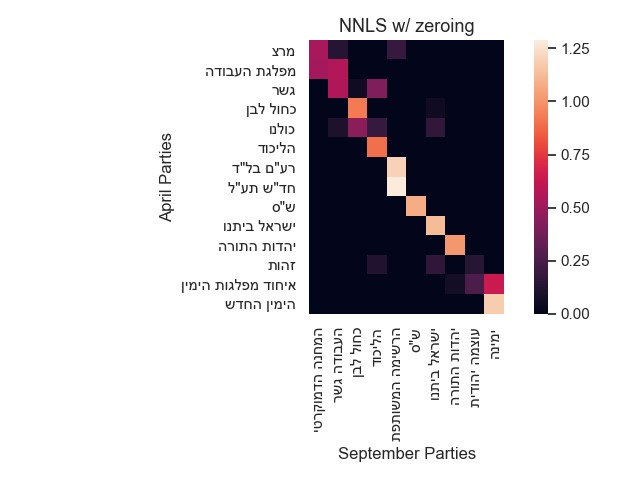 NNLS w/ zeroing
April Parties
מרצ
מפלגת העבודה
גשר
כחול לבן
כולנו
הליכוד
רע"ם בל"ד
חד"ש תע"ל
ש"ס
ישראל ביתנו
יהדות התורה
זהות
איחוד מפלגות הימין
הימין החדש
המחנה הדמוקרטי
העבודה גשר
כחול לבן
הליכוד
הרשימה המשותפת
ש"ס
ישראל ביתנו
יהדות התורה
עוצמה יהודית
ימינה
September Parties
1.25
1.00
0.75
0.50
0.25
0.00